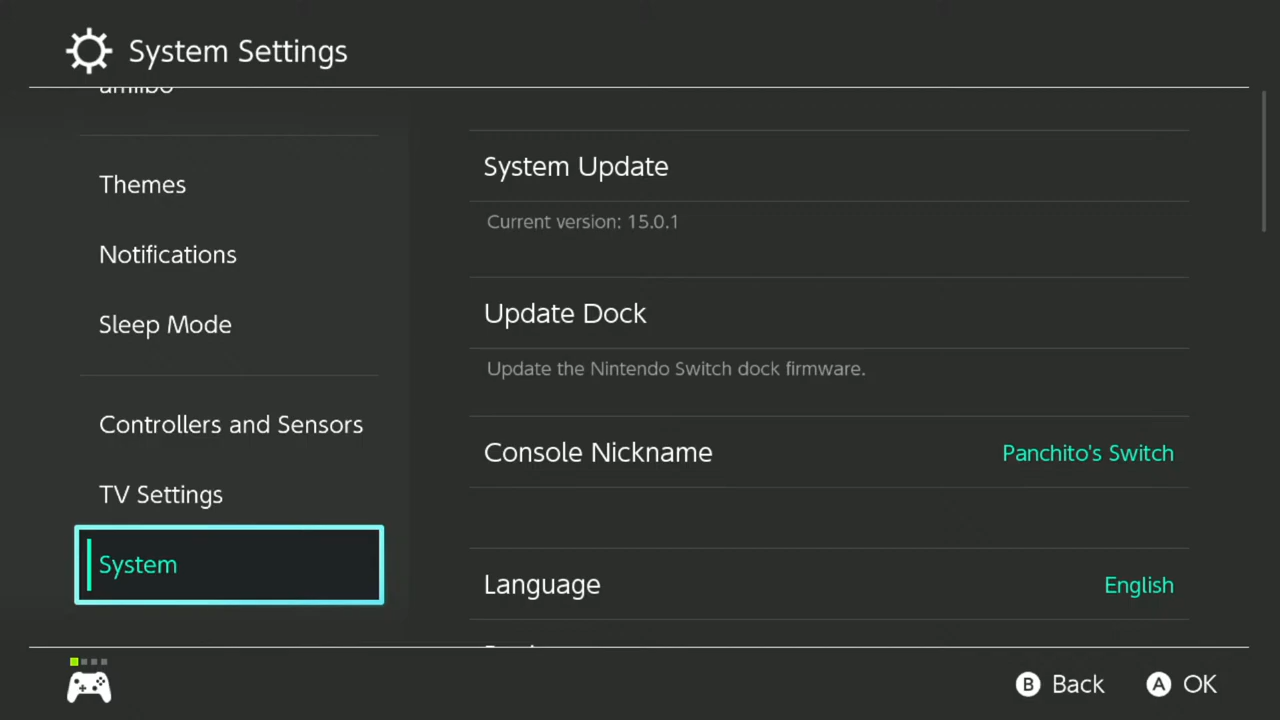 System Settings
amiibo
Themes
Notifications
Sleep Mode
Controllers and Sensors
TV Settings
System
System Update
Current version: 15.0.1
Update Dock
Update the Nintendo Switch dock firmware.
Console Nickname Panchito's Switch
Language English
B Back A OK